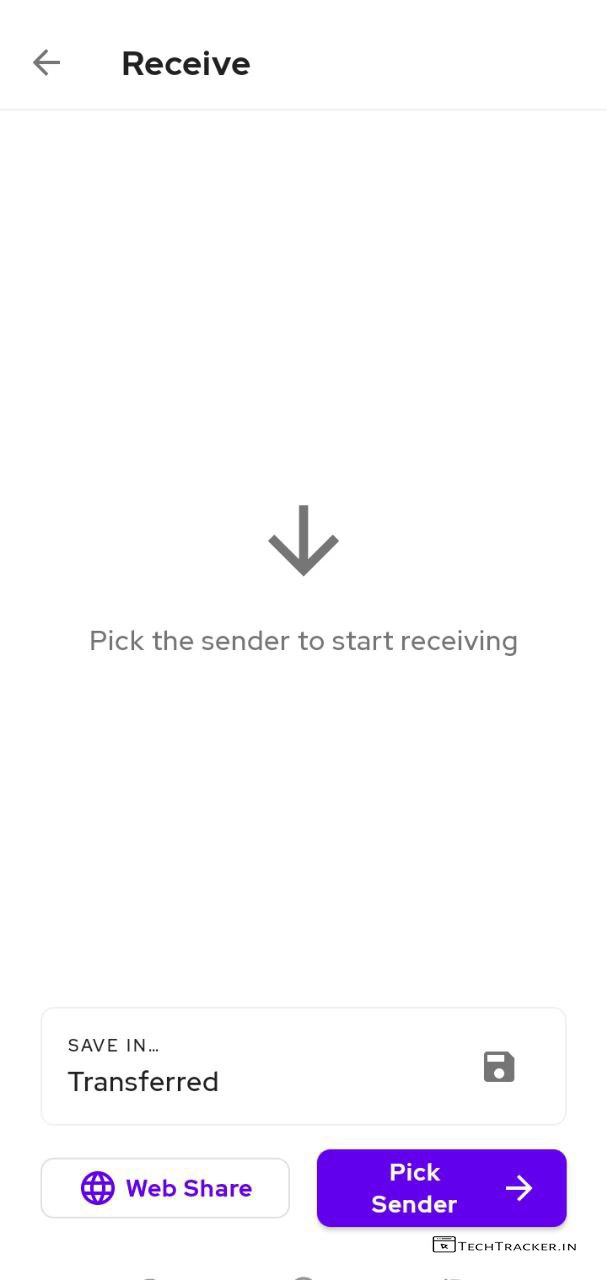 Receive
Pick the sender to start receiving
SAVE IN…
Transferred
Web Share
Pick
Sender
TECHTRACKER.IN